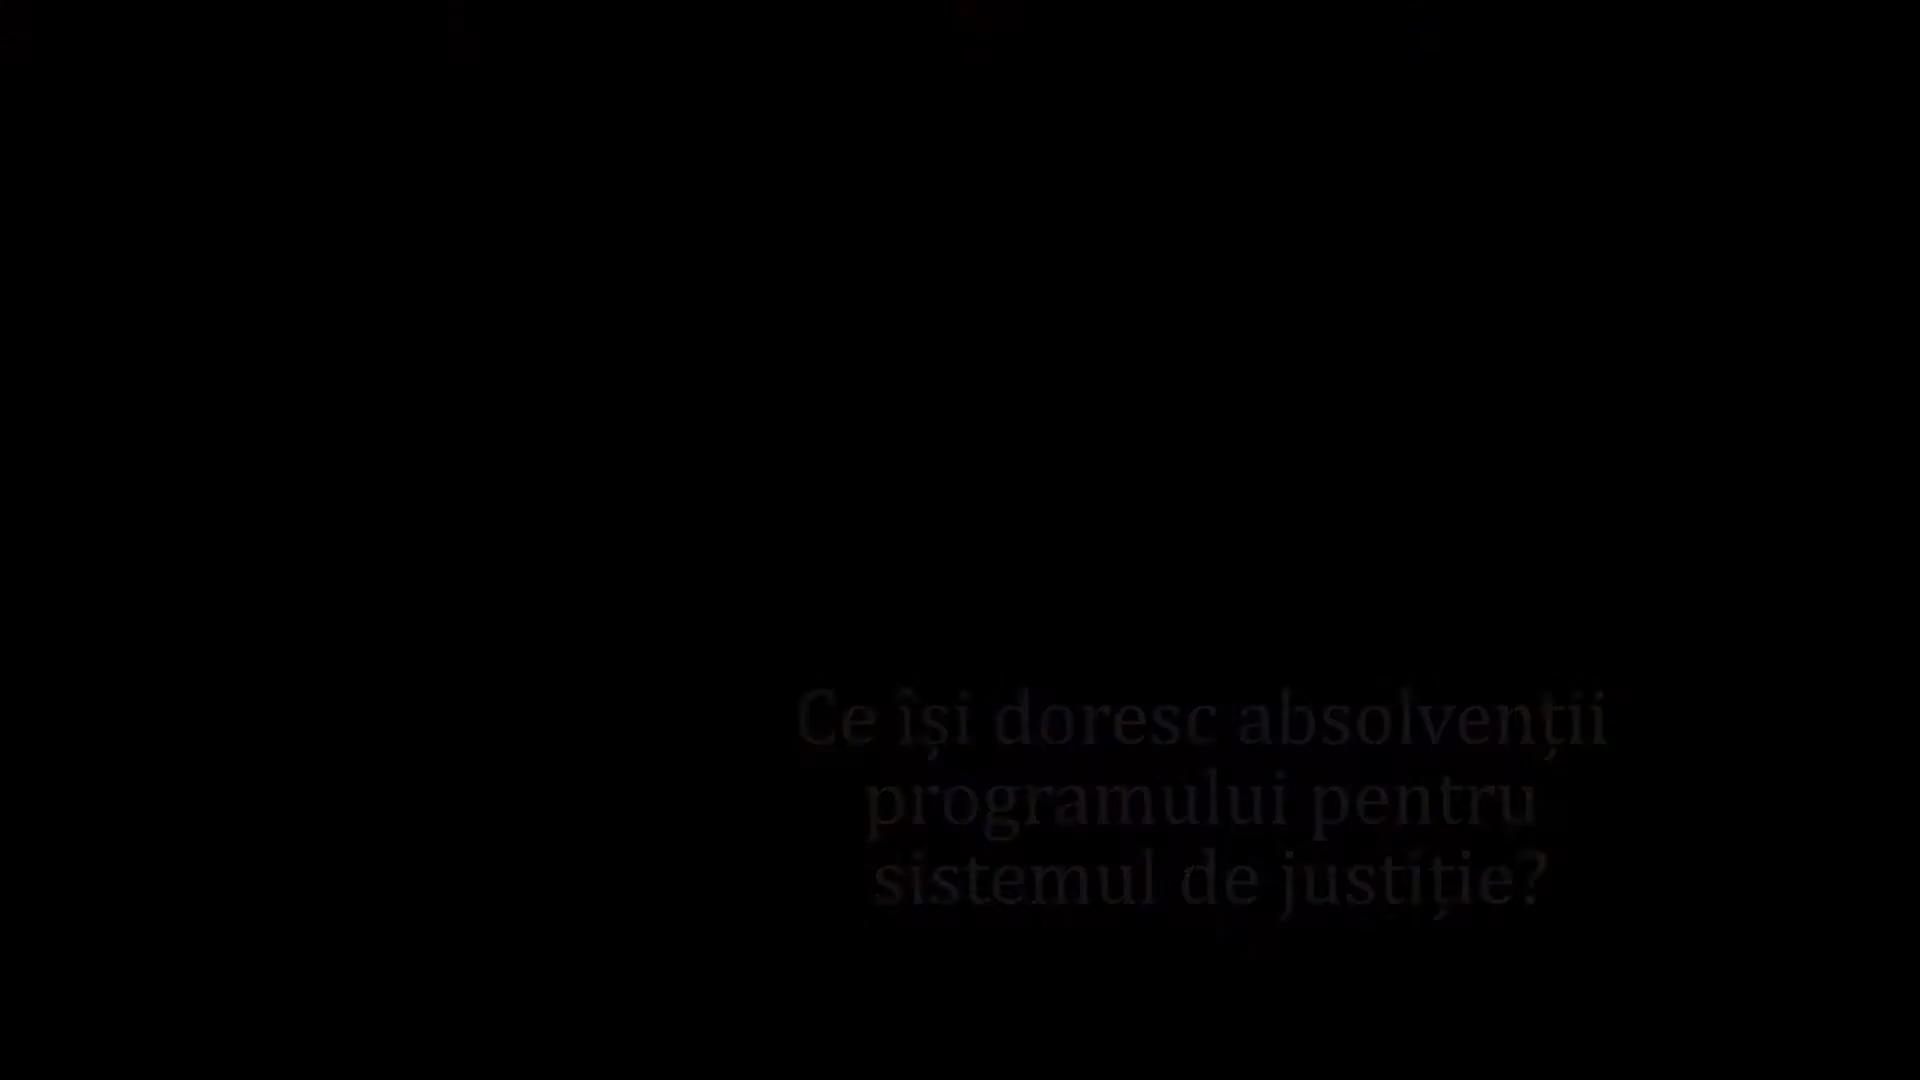 Ce își doresc absolvenții
programului pentru
sistemul de justiție?